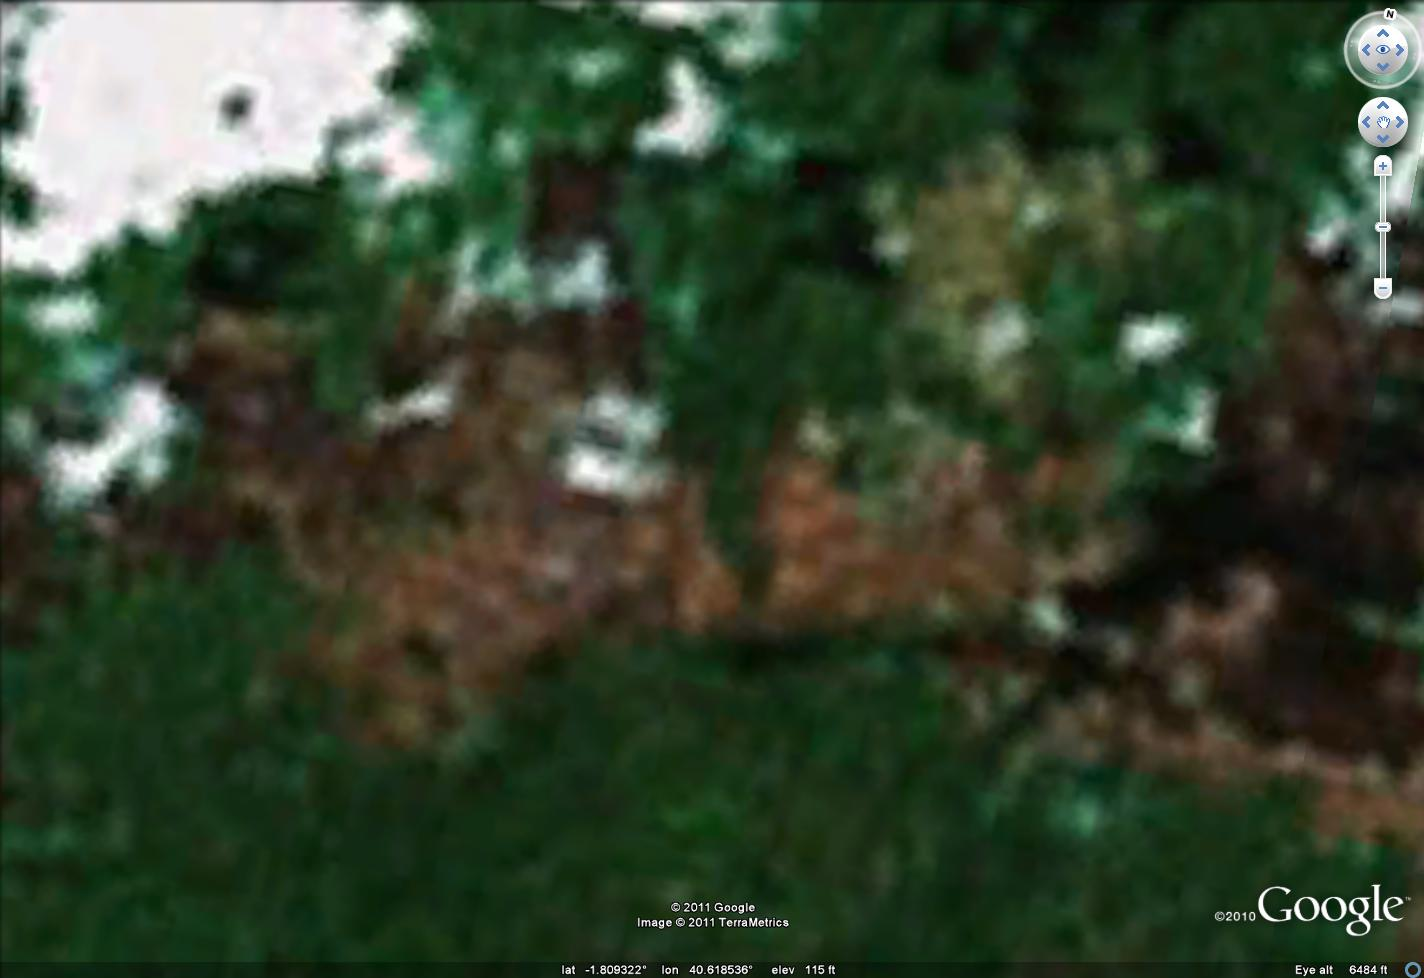 N
© 2011 Google
Image © 2011 TerraMetrics
©2010 Google™
lat -1.809322° lon 40.618536° elev 115 ft Eye alt 6484 ft